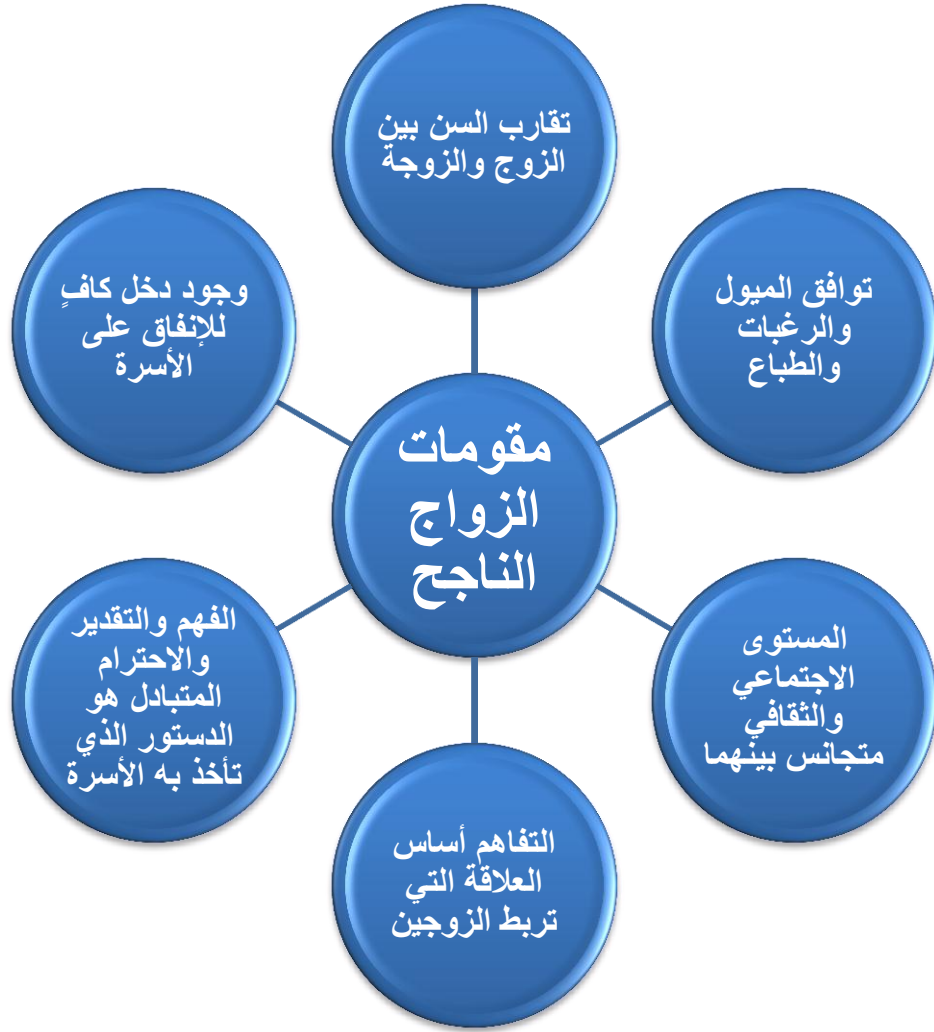 تقارب السن بين
الزوج والزوجة
توافق الميول
والرغبات
والطباع
وجود دخل كافٍ
للإنفاق على
الأسرة
مقومات
الزواج
الناجح
المستوى
الاجتماعي
والثقافي
متجانس بينهما
الفهم والتقدير
والاحترام
المتبادل هو
الدستور الذي
تأخذ به الأسرة
التفاهم أساس
العلاقة التي
تربط الزوجين